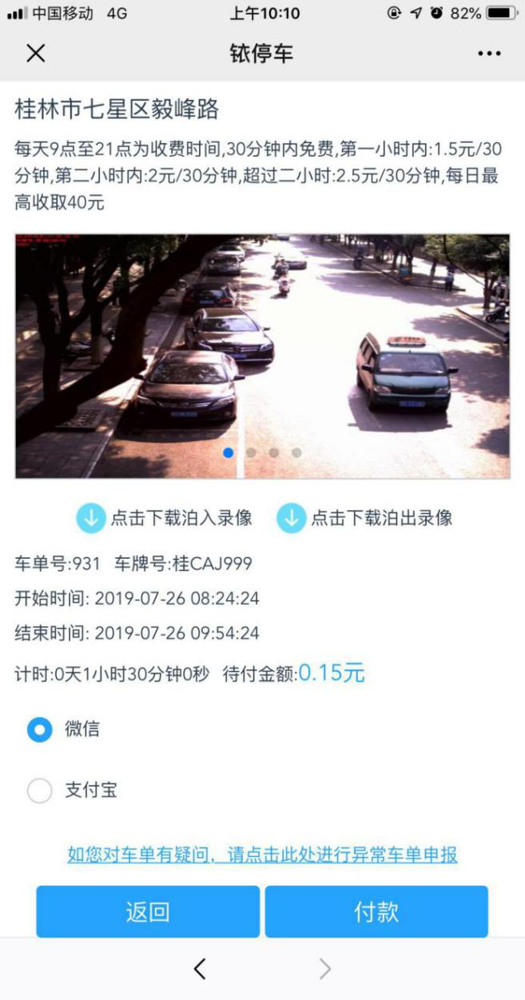 中国移动 4G 上午10:10 82%
铱停车
桂林市七星区毅峰路
每天9点至21点为收费时间,30分钟内免费,第一小时内:1.5元/30
分钟,第二小时内:2元/30分钟,超过二小时:2.5元/30分钟,每日最
高收取40元
点击下载泊入录像 点击下载泊出录像
车单号:931 车牌号:桂CAJ999
开始时间: 2019-07-26 08:24:24
结束时间: 2019-07-26 09:54:24
计时:0天1小时30分钟0秒 待付金额:0.15元
微信
支付宝
如您对车单有疑问，请点击此处进行异常车单申报
返回 付款